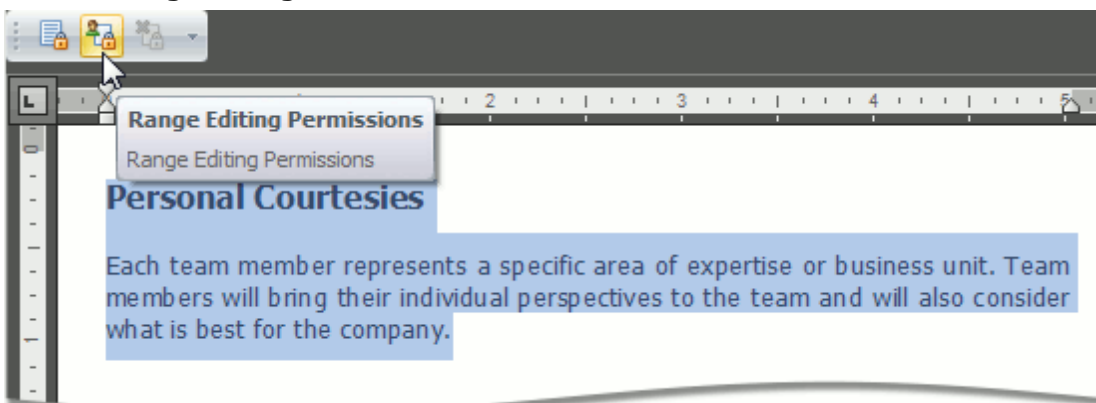 L
2 3 4 5
Range Editing Permissions
Range Editing Permissions
Personal Courtesies
Each team member represents a specific area of expertise or business unit. Team
members will bring their individual perspectives to the team and will also consider
what is best for the company.